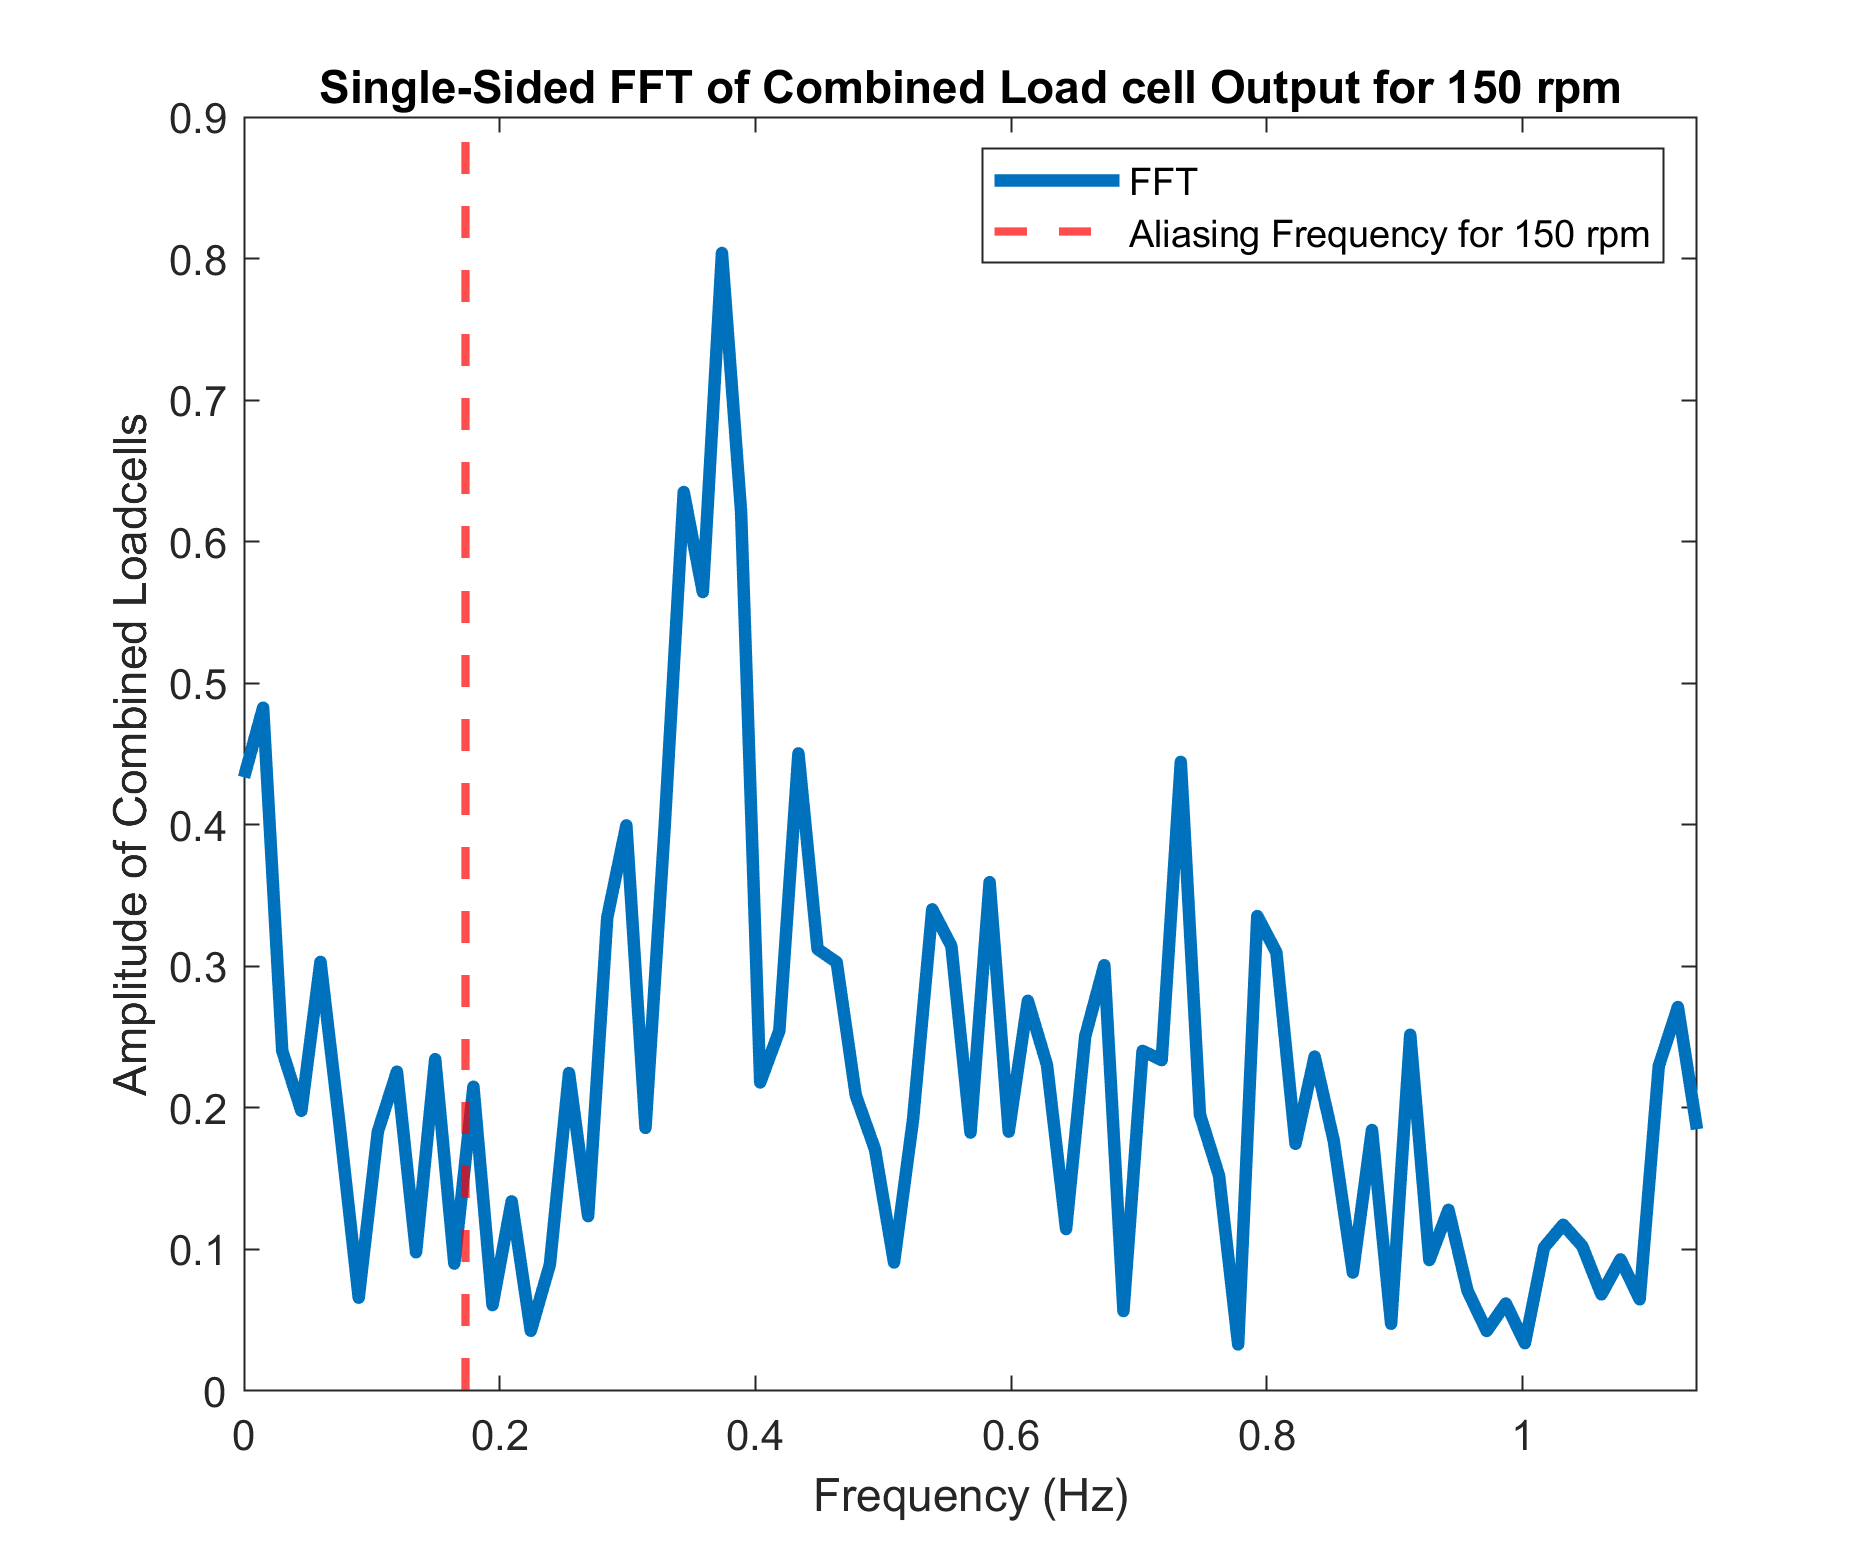 Single-Sided FFT of Combined Load cell Output for 150 rpm
FFT
Aliasing Frequency for 150 rpm
Amplitude of Combined Loadcells
0.9
0.8
0.7
0.6
0.5
0.4
0.3
0.2
0.1
0
0 0.2 0.4 0.6 0.8 1
Frequency (Hz)